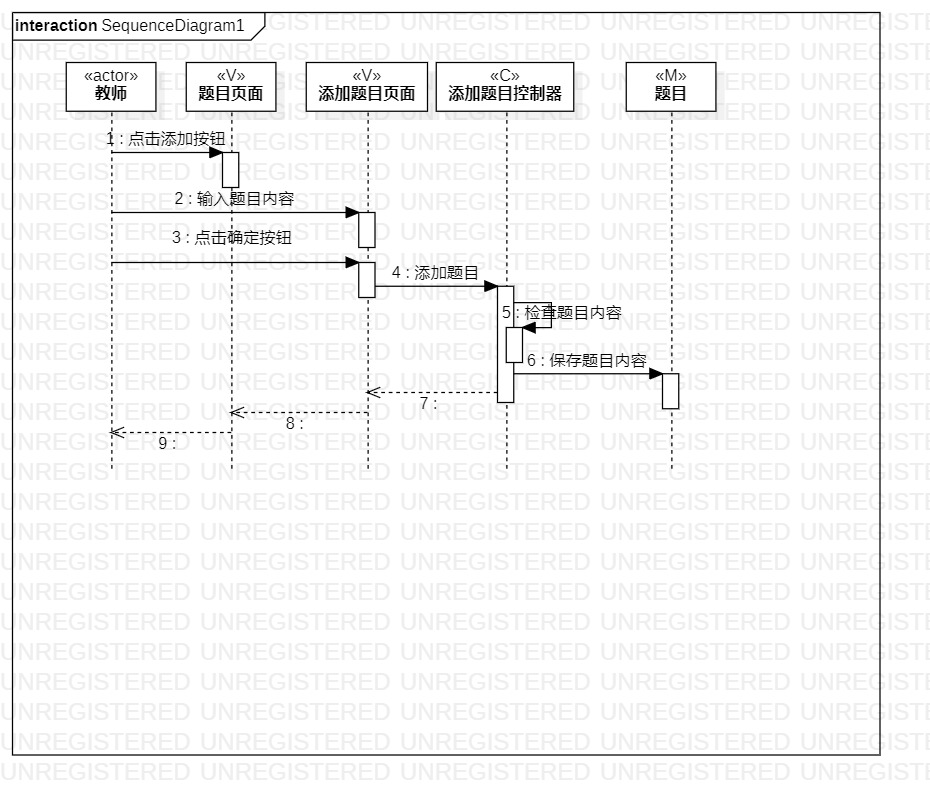 interaction SequenceDiagram1
«actor»
教师
«V»
题目页面
«V»
添加题目页面
«C»
添加题目控制器
«M»
题目
1 : 点击添加按钮
2 : 输入题目内容
3 : 点击确定按钮
4 : 添加题目
5 : 检查题目内容
6 : 保存题目内容
7 :
8 :
9 :
UNREGISTERED UNREGISTERED UNREGISTERED UNREGISTERED UNREGISTERED